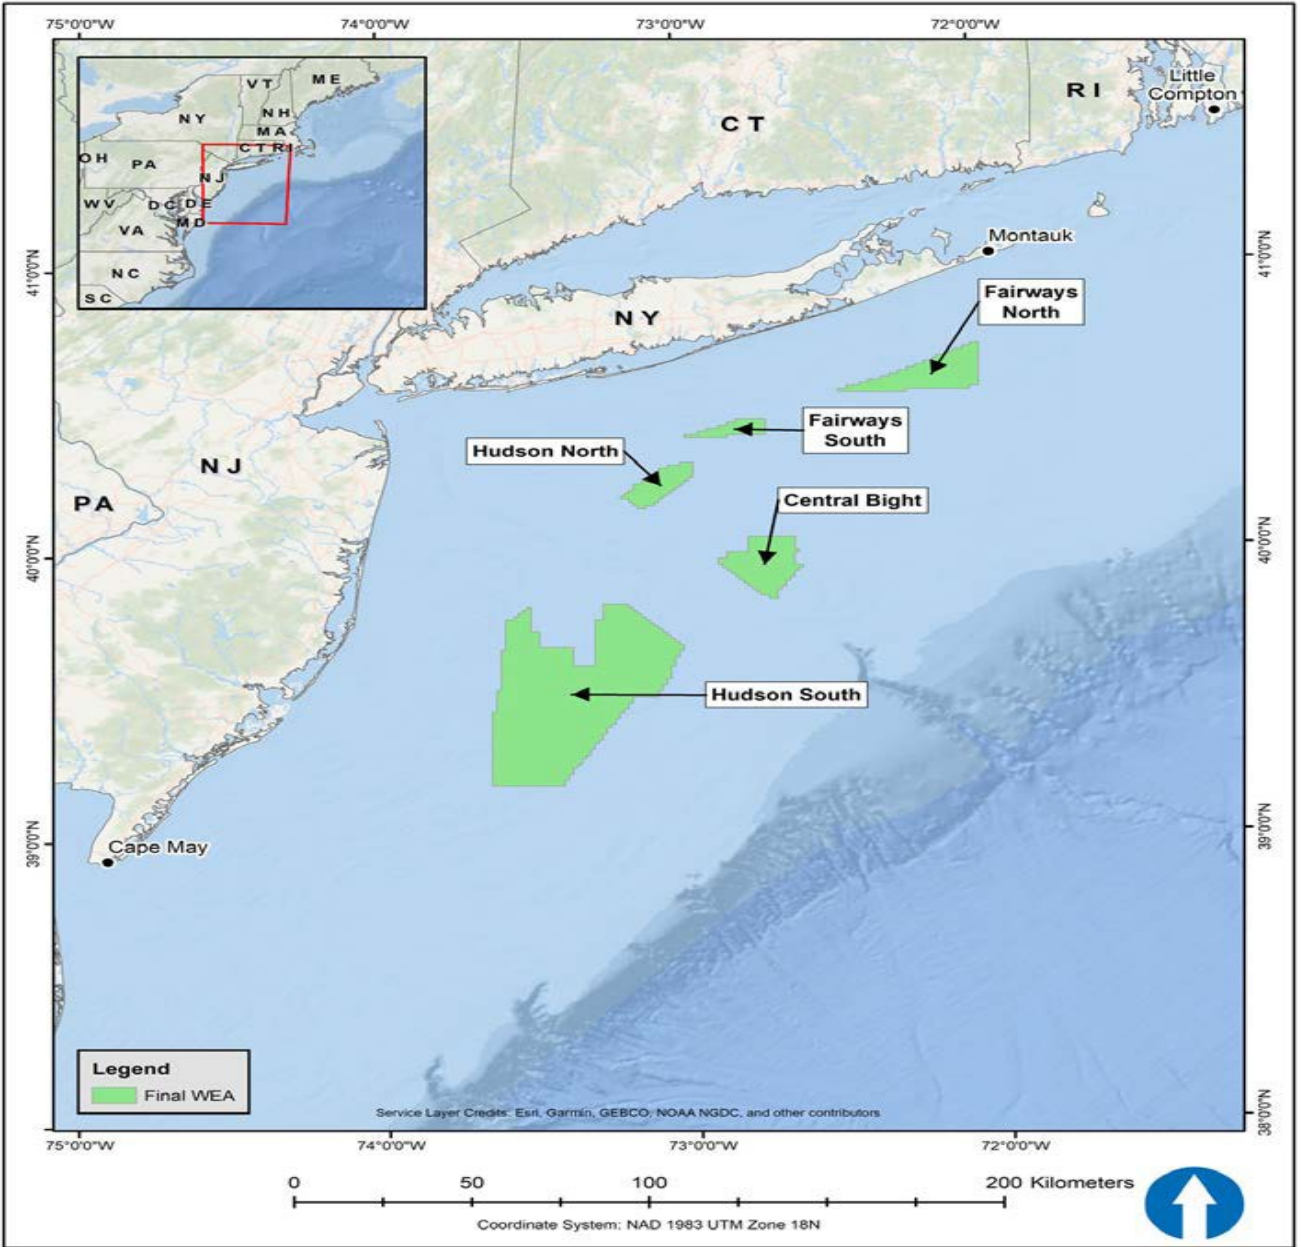 75°0'0"W 74°0'0"W 73°0'0"W 72°0'0"W
VT
ME
NY
NH
MA
CT RI
OH
PA
NJ
WV
DC
DE
MD
VA
NC
SC
CT
RI
Little
Compton
Montauk
41°0'0"N
41°0'0"N
Fairways
North
NY
Fairways
South
Hudson North
NJ
PA
Central Bight
40°0'0"N
40°0'0"N
Hudson South
39°0'0"N
39°0'0"N
Cape May
Legend
Final WEA
Service Layer Credits: Esri, Garmin, GEBCO, NOAA NGDC, and other contributors
38°0'0"N
75°0'0"W 74°0'0"W 73°0'0"W 72°0'0"W
0 50 100 200 Kilometers
Coordinate System: NAD 1983 UTM Zone 18N